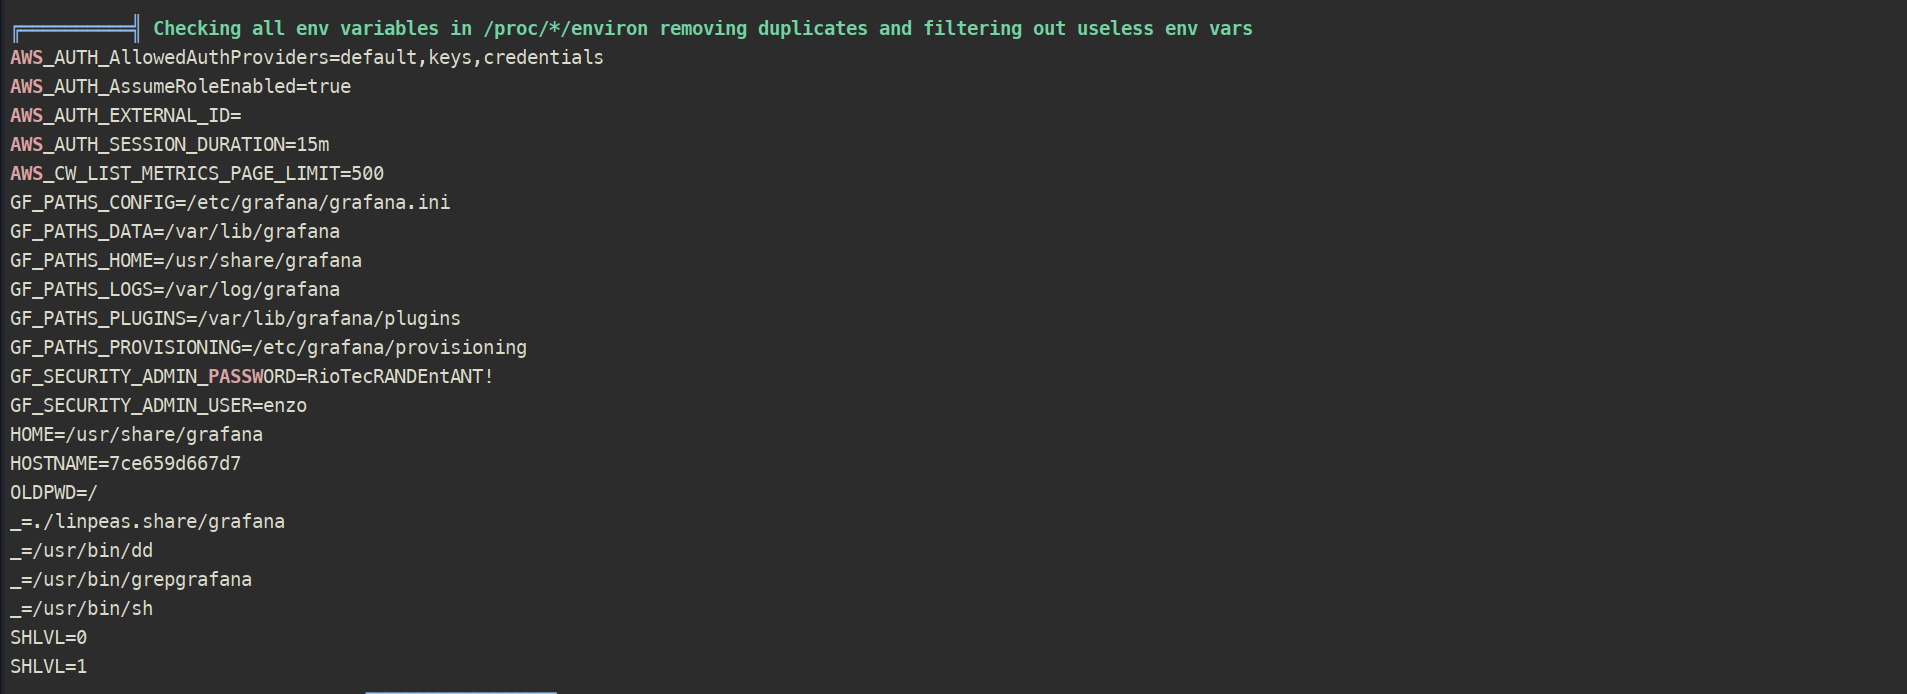 Checking all env variables in /proc/*/environ removing duplicates and filtering out useless env vars
AWS_AUTH_AllowedAuthProviders=default,keys,credentials
AWS_AUTH_AssumeRoleEnabled=true
AWS_AUTH_EXTERNAL_ID=
AWS_AUTH_SESSION_DURATION=15m
AWS_CW_LIST_METRICS_PAGE_LIMIT=500
GF_PATHS_CONFIG=/etc/grafana/grafana.ini
GF_PATHS_DATA=/var/lib/grafana
GF_PATHS_HOME=/usr/share/grafana
GF_PATHS_LOGS=/var/log/grafana
GF_PATHS_PLUGINS=/var/lib/grafana/plugins
GF_PATHS_PROVISIONING=/etc/grafana/provisioning
GF_SECURITY_ADMIN_PASSWORD=RioTecRANDEntANT!
GF_SECURITY_ADMIN_USER=enzo
HOME=/usr/share/grafana
HOSTNAME=7ce659d667d7
OLDPWD=/
_=./linpeas.share/grafana
_=/usr/bin/dd
_=/usr/bin/grepgrafana
_=/usr/bin/sh
SHLVL=0
SHLVL=1